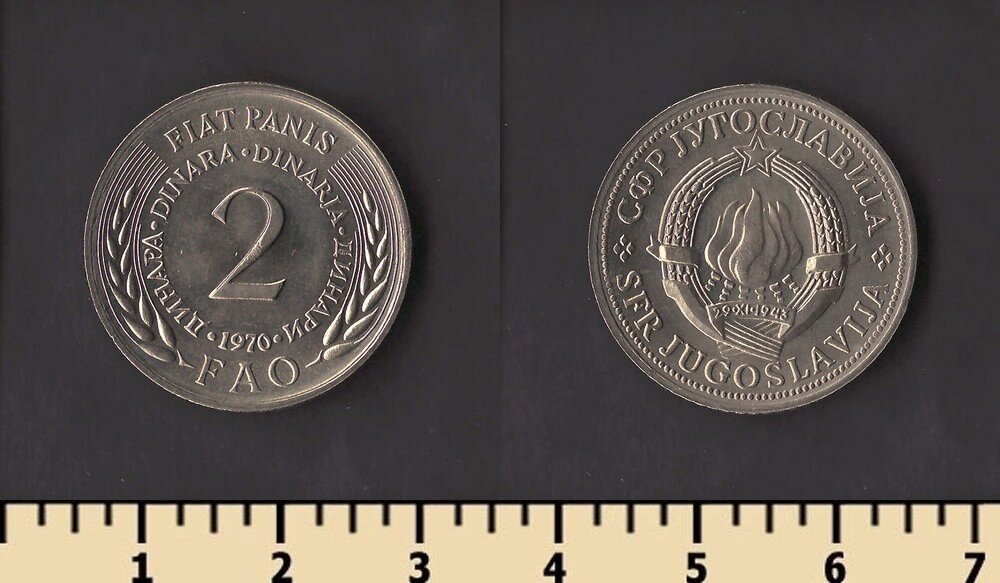 FIAT PANIS
ДИНАРА • DINARA • DINARJA • ДИНАРИ
2
• 1970 •
FAO
СФР ЈУГОСЛАВИЈА
29•XI•1943
SFR JUGOSLAVIJA
1 2 3 4 5 6 7